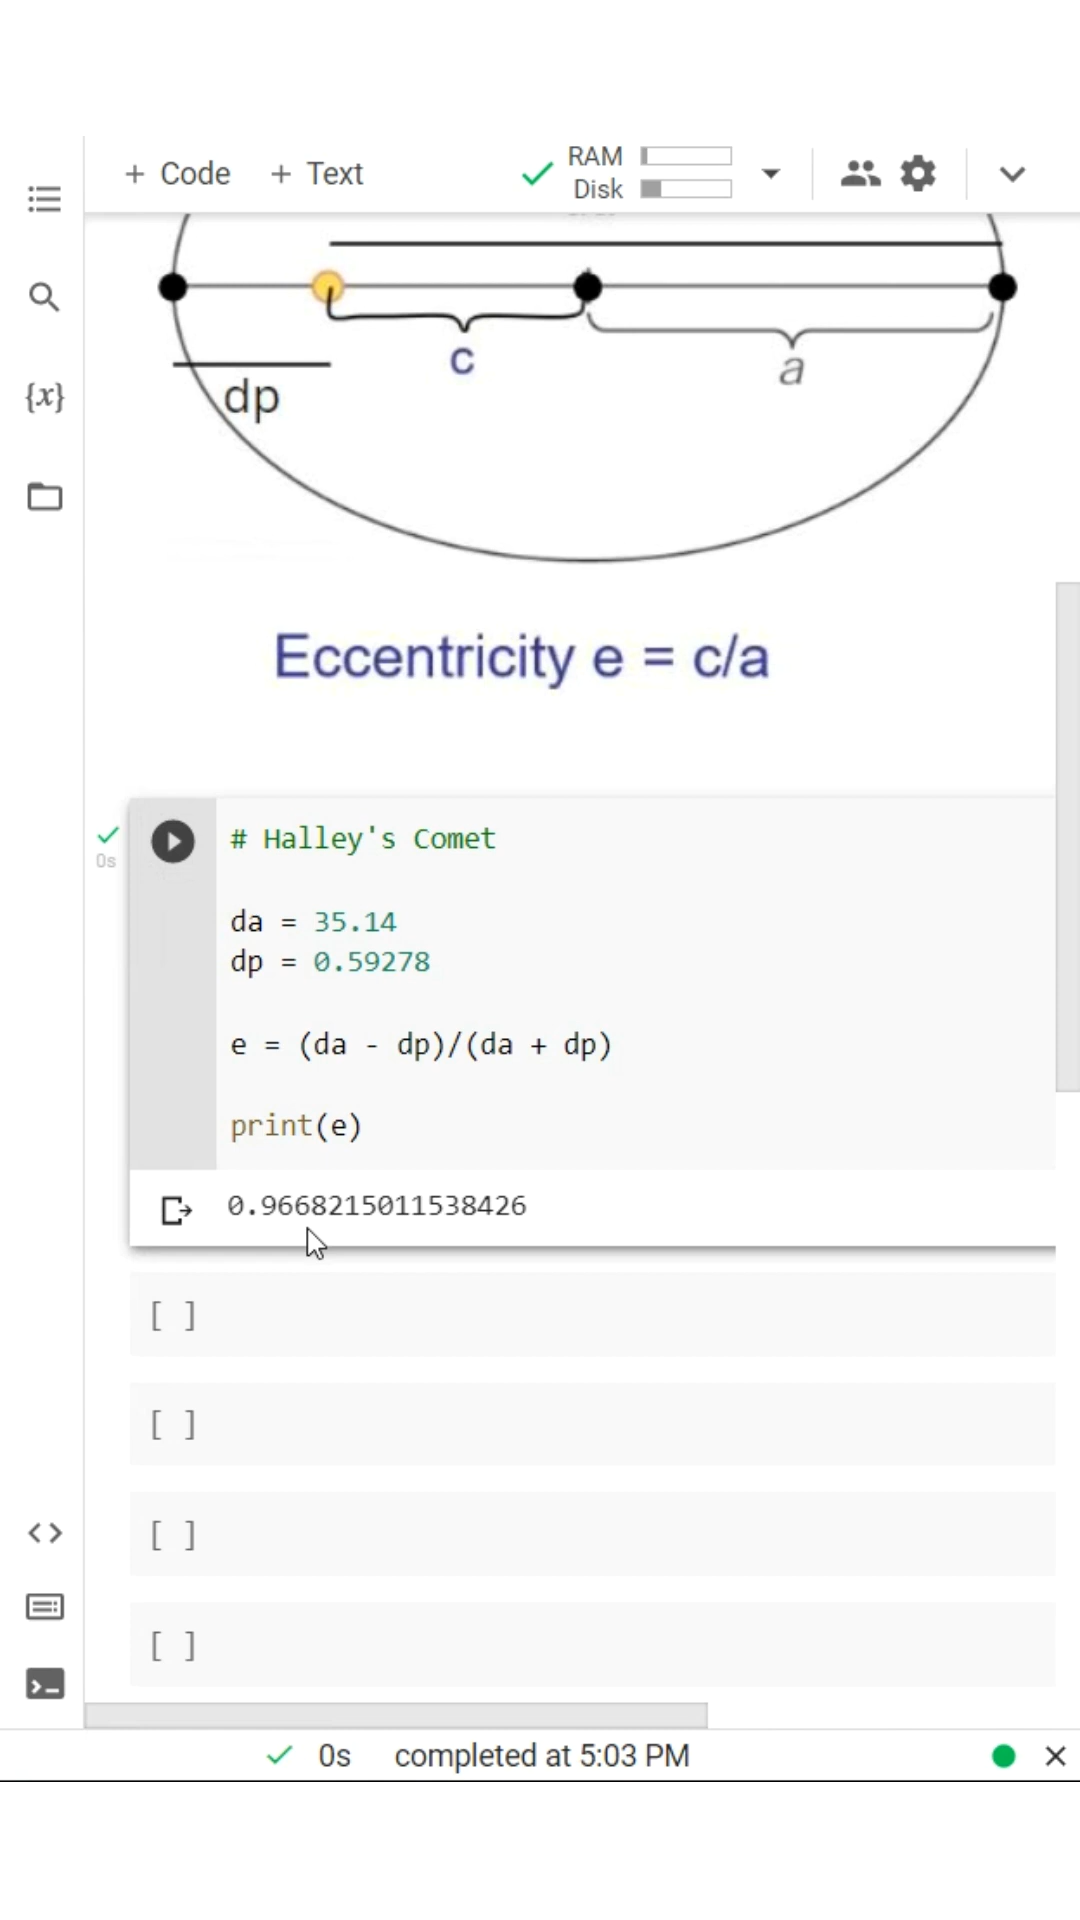 + Code + Text
RAM
Disk
c
a
dp
{x}
Eccentricity e = c/a
0s
# Halley's Comet
da = 35.14
dp = 0.59278
e = (da - dp)/(da + dp)
print(e)
0.9668215011538426
[ ]
[ ]
[ ]
[ ]
0s completed at 5:03 PM